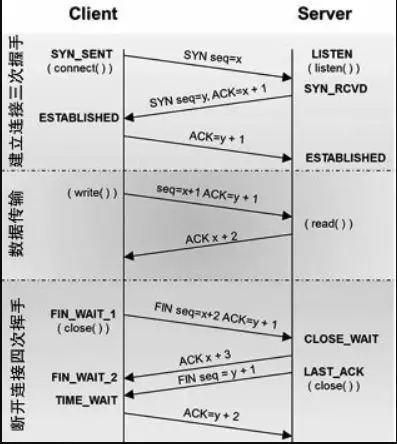 Client Server
建立连接三次握手
SYN_SENT
( connect( ) )
SYN seq=x
LISTEN
( listen( ) )
SYN_RCVD
SYN seq=y, ACK=x + 1
ESTABLISHED
ACK=y + 1
ESTABLISHED
数据传输
( write( ) )
seq=x+1 ACK=y + 1
( read( ) )
ACK x + 2
断开连接四次挥手
FIN_WAIT_1
( close( ) )
FIN seq=x+2 ACK=y + 1
CLOSE_WAIT
ACK x + 3
FIN_WAIT_2
FIN seq = y + 1
LAST_ACK
( close( ) )
TIME_WAIT
ACK=y + 2